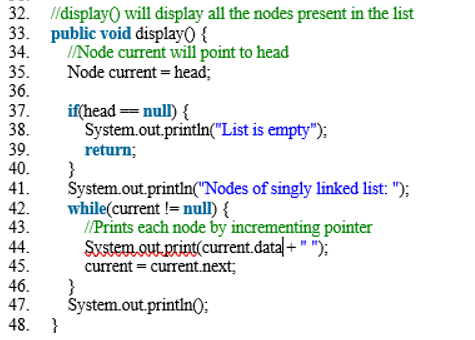 32. //display() will display all the nodes present in the list
33. public void display() {
34. //Node current will point to head
35. Node current = head;
36.
37. if(head == null) {
38. System.out.println("List is empty");
39. return;
40. }
41. System.out.println("Nodes of singly linked list: ");
42. while(current != null) {
43. //Prints each node by incrementing pointer
44. System.out.print(current.data + " ");
45. current = current.next;
46. }
47. System.out.println();
48. }